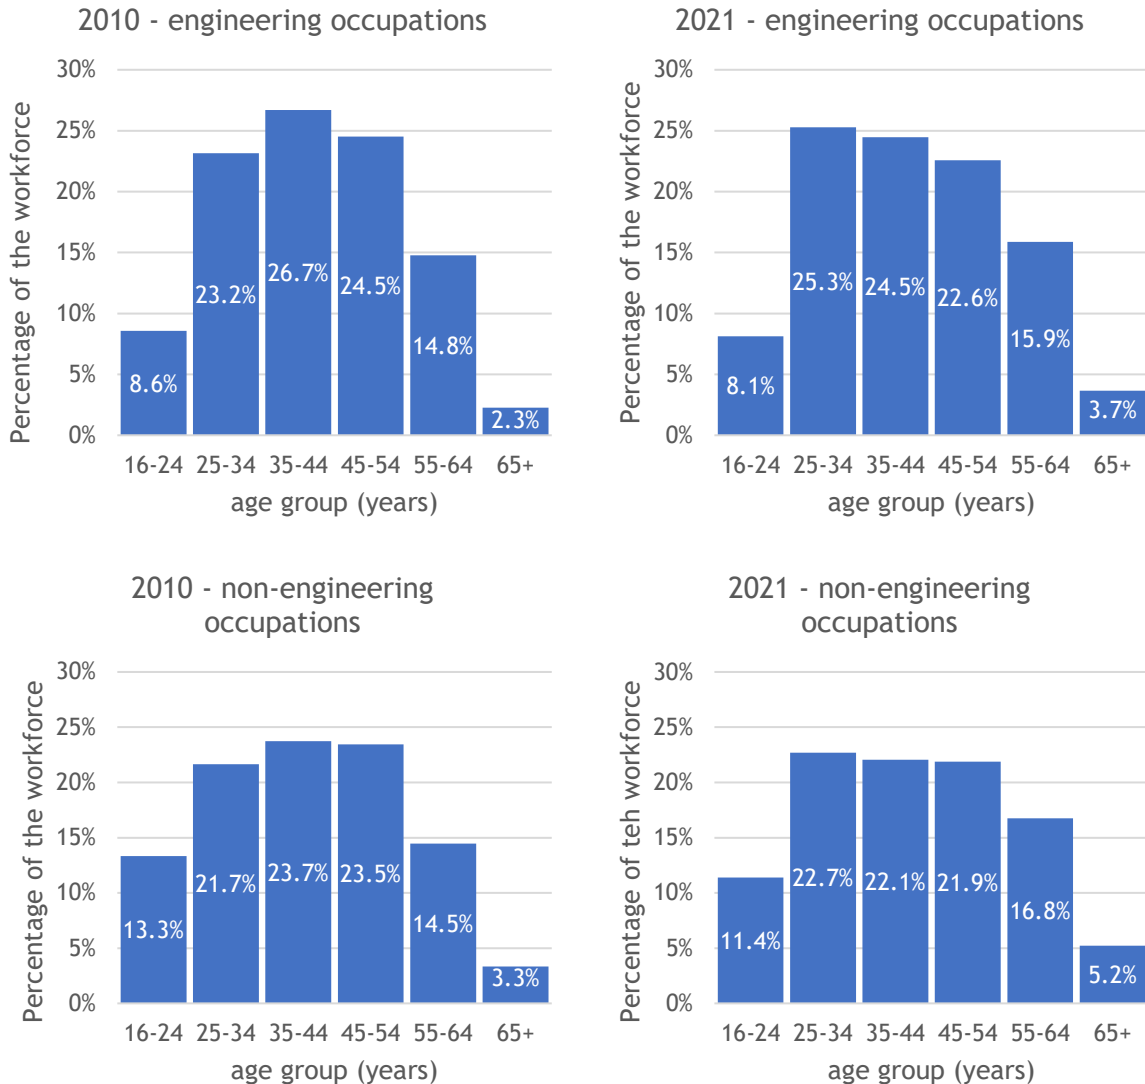 2010 - engineering occupations
Percentage of the workforce
30%
25%
20%
15%
10%
5%
0%
8.6%
23.2%
26.7%
24.5%
14.8%
2.3%
16-24 25-34 35-44 45-54 55-64 65+
age group (years)
2021 - engineering occupations
Percentage of the workforce
30%
25%
20%
15%
10%
5%
0%
8.1%
25.3%
24.5%
22.6%
15.9%
3.7%
16-24 25-34 35-44 45-54 55-64 65+
age group (years)
2010 - non-engineering
occupations
Percentage of the workforce
30%
25%
20%
15%
10%
5%
0%
13.3%
21.7%
23.7%
23.5%
14.5%
3.3%
16-24 25-34 35-44 45-54 55-64 65+
age group (years)
2021 - non-engineering
occupations
Percentage of teh workforce
30%
25%
20%
15%
10%
5%
0%
11.4%
22.7%
22.1%
21.9%
16.8%
5.2%
16-24 25-34 35-44 45-54 55-64 65+
age group (years)